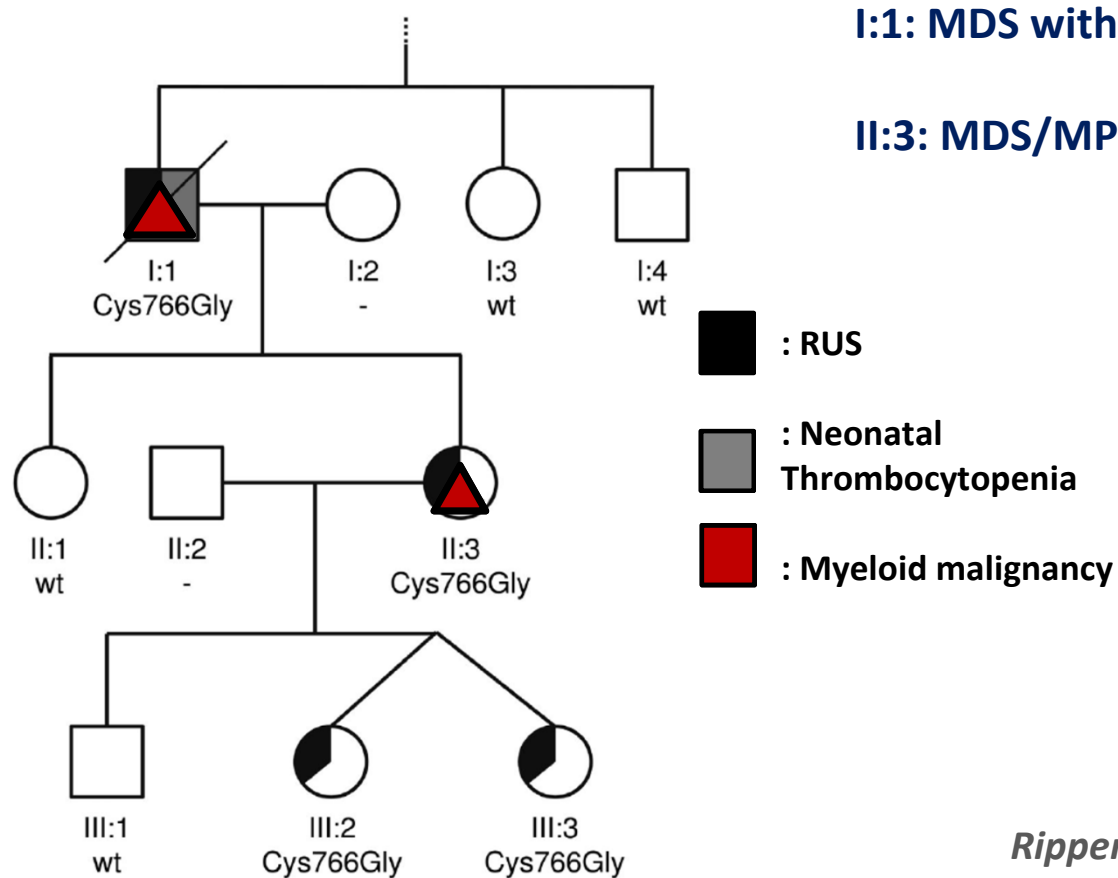 I:1: MDS with
II:3: MDS/MP
I:1
Cys766Gly
I:2
-
I:3
wt
I:4
wt
: RUS
: Neonatal
Thrombocytopenia
: Myeloid malignancy
II:1
wt
II:2
-
II:3
Cys766Gly
III:1
wt
III:2
Cys766Gly
III:3
Cys766Gly
Ripper